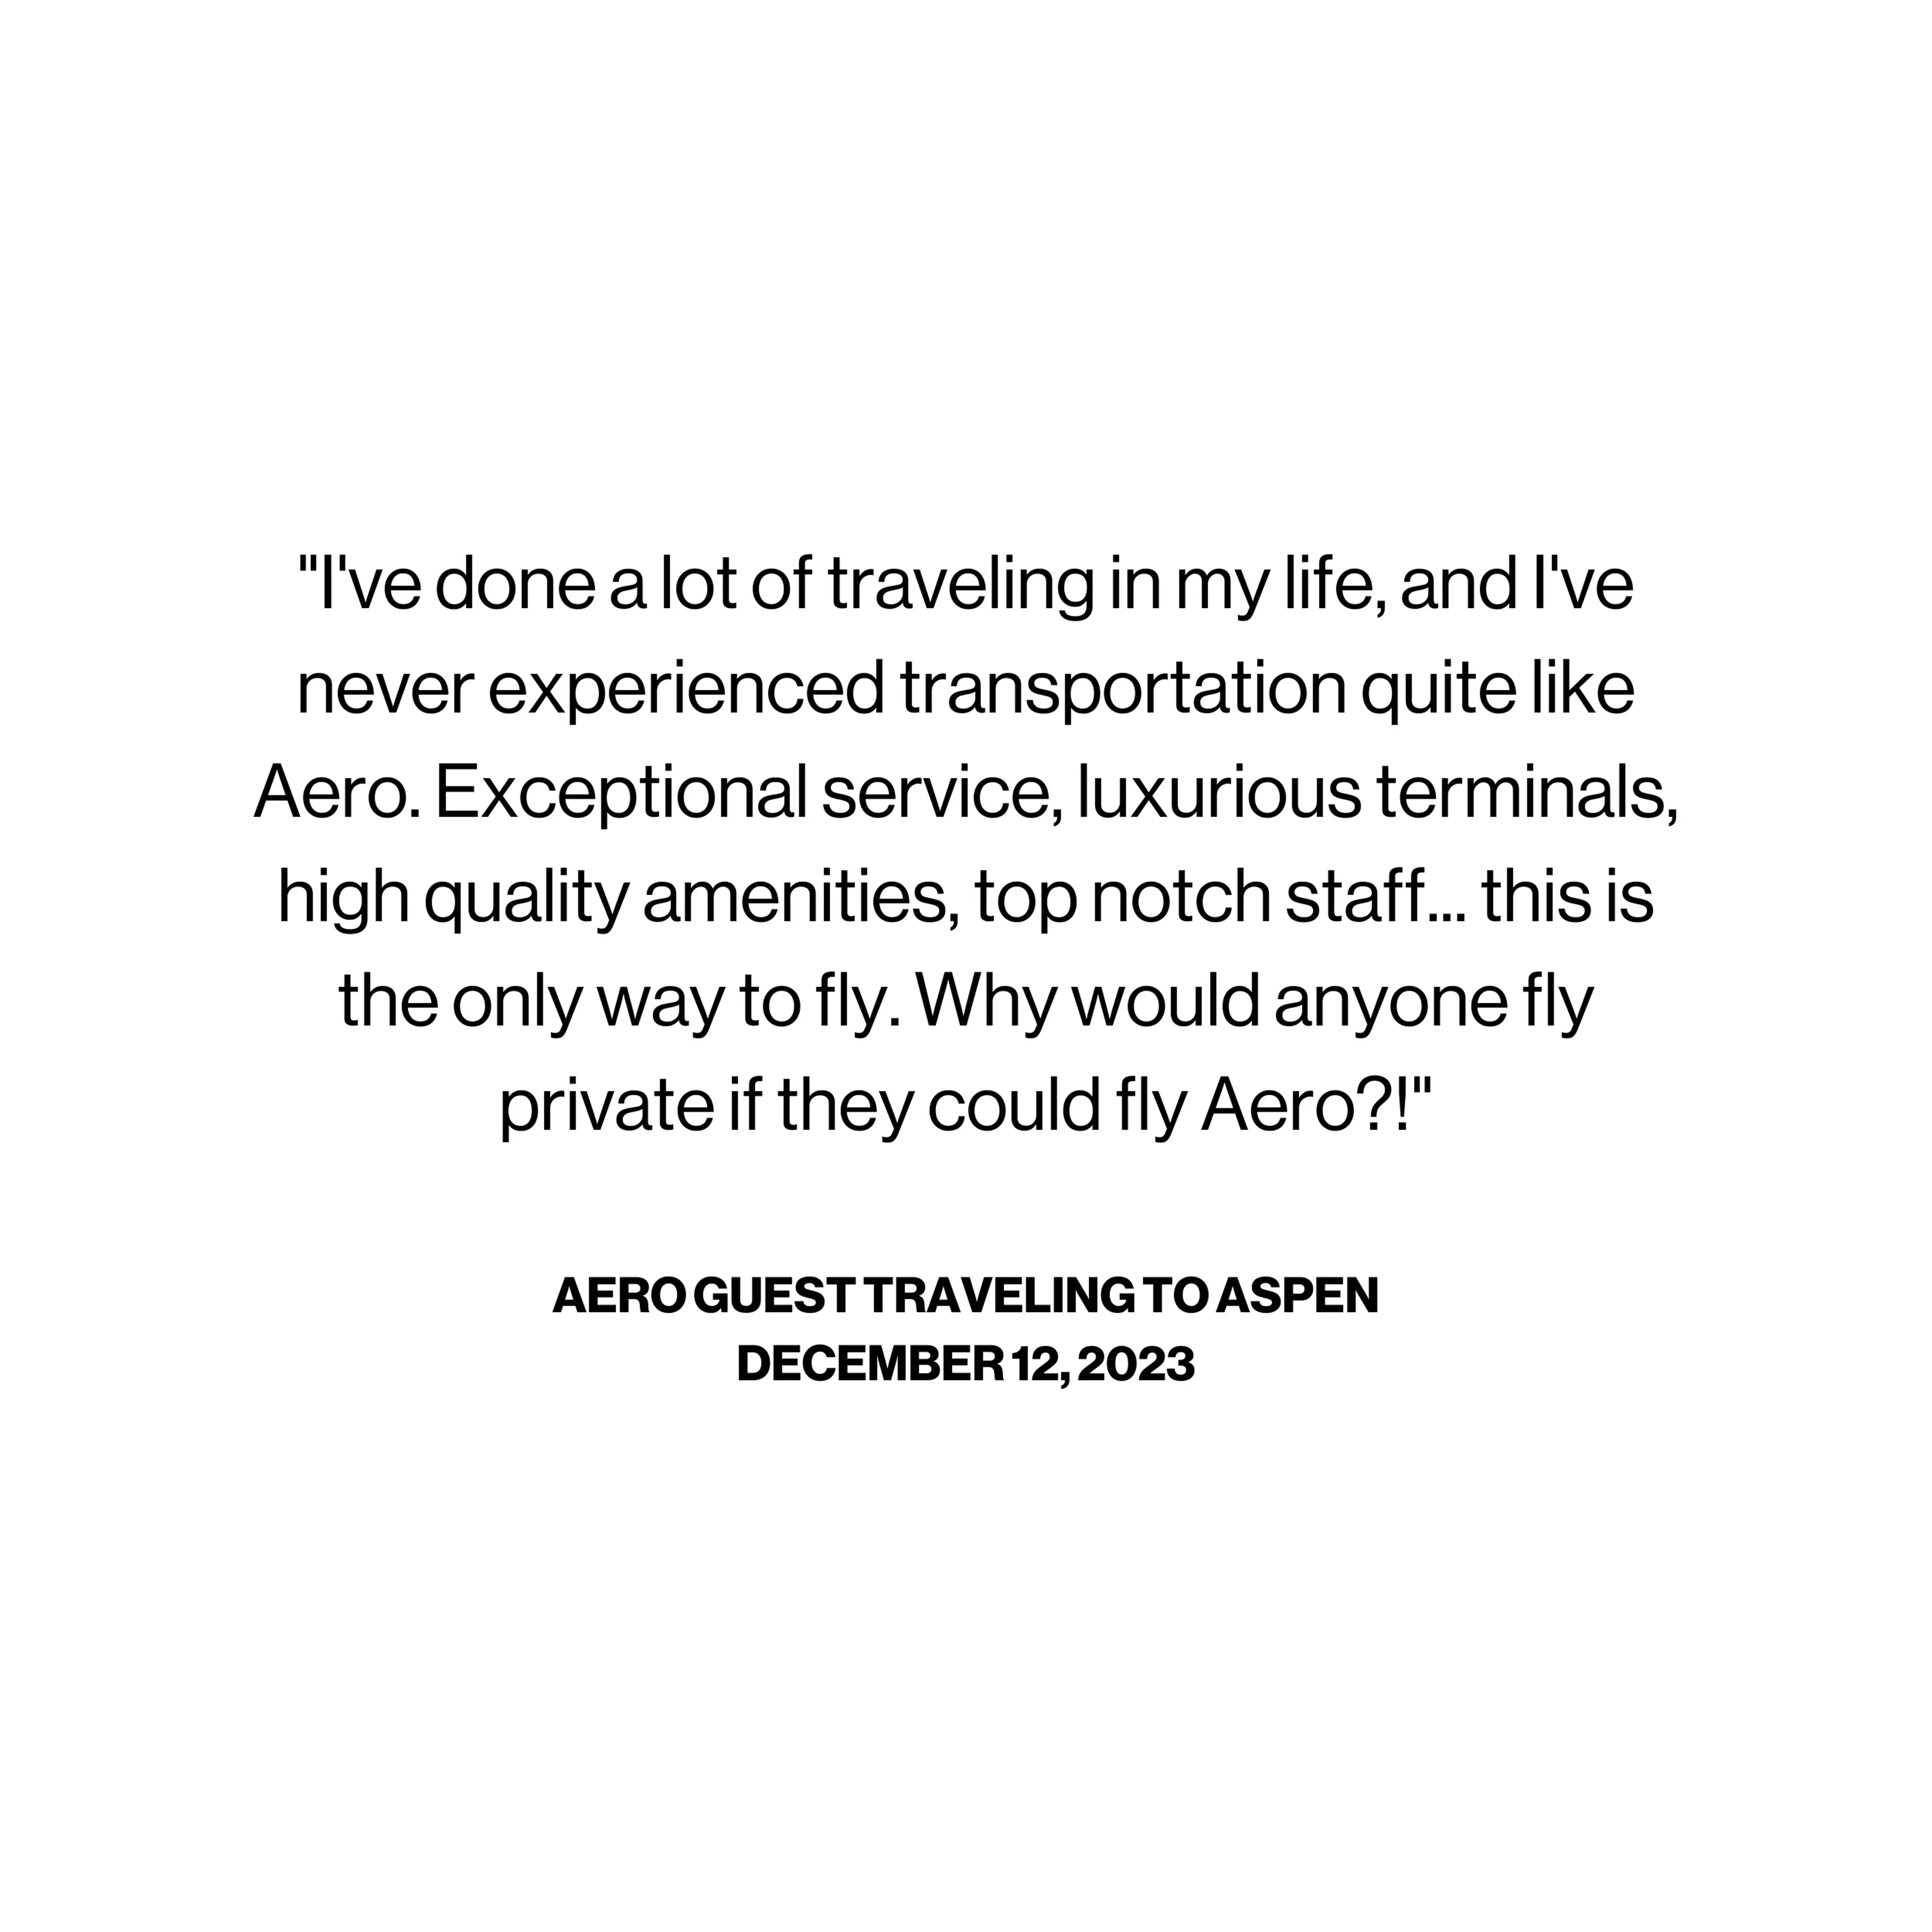 "I've done a lot of traveling in my life, and I've
never experienced transportation quite like
Aero. Exceptional service, luxurious terminals,
high quality amenities, top notch staff... this is
the only way to fly. Why would anyone fly
private if they could fly Aero?!"
AERO GUEST TRAVELING TO ASPEN
DECEMBER 12, 2023